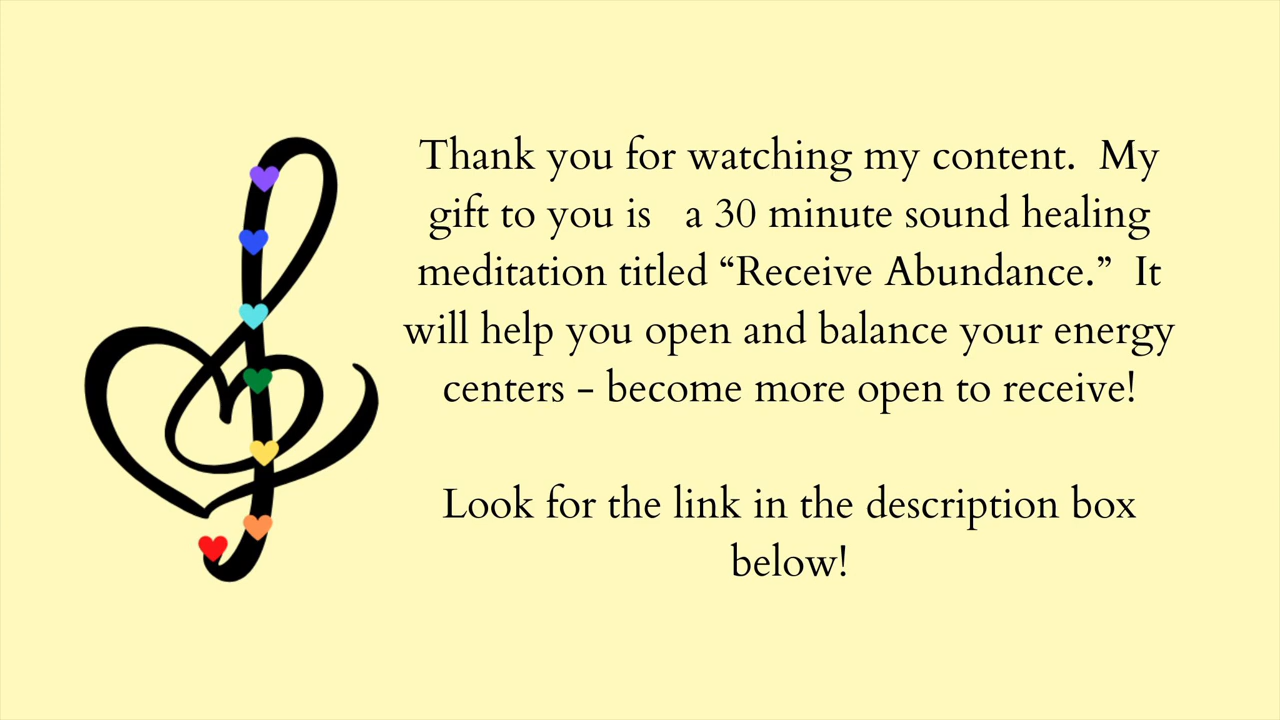 Thank you for watching my content.  My
gift to you is   a 30 minute sound healing
meditation titled “Receive Abundance.”  It
will help you open and balance your energy
centers - become more open to receive!
Look for the link in the description box
below!